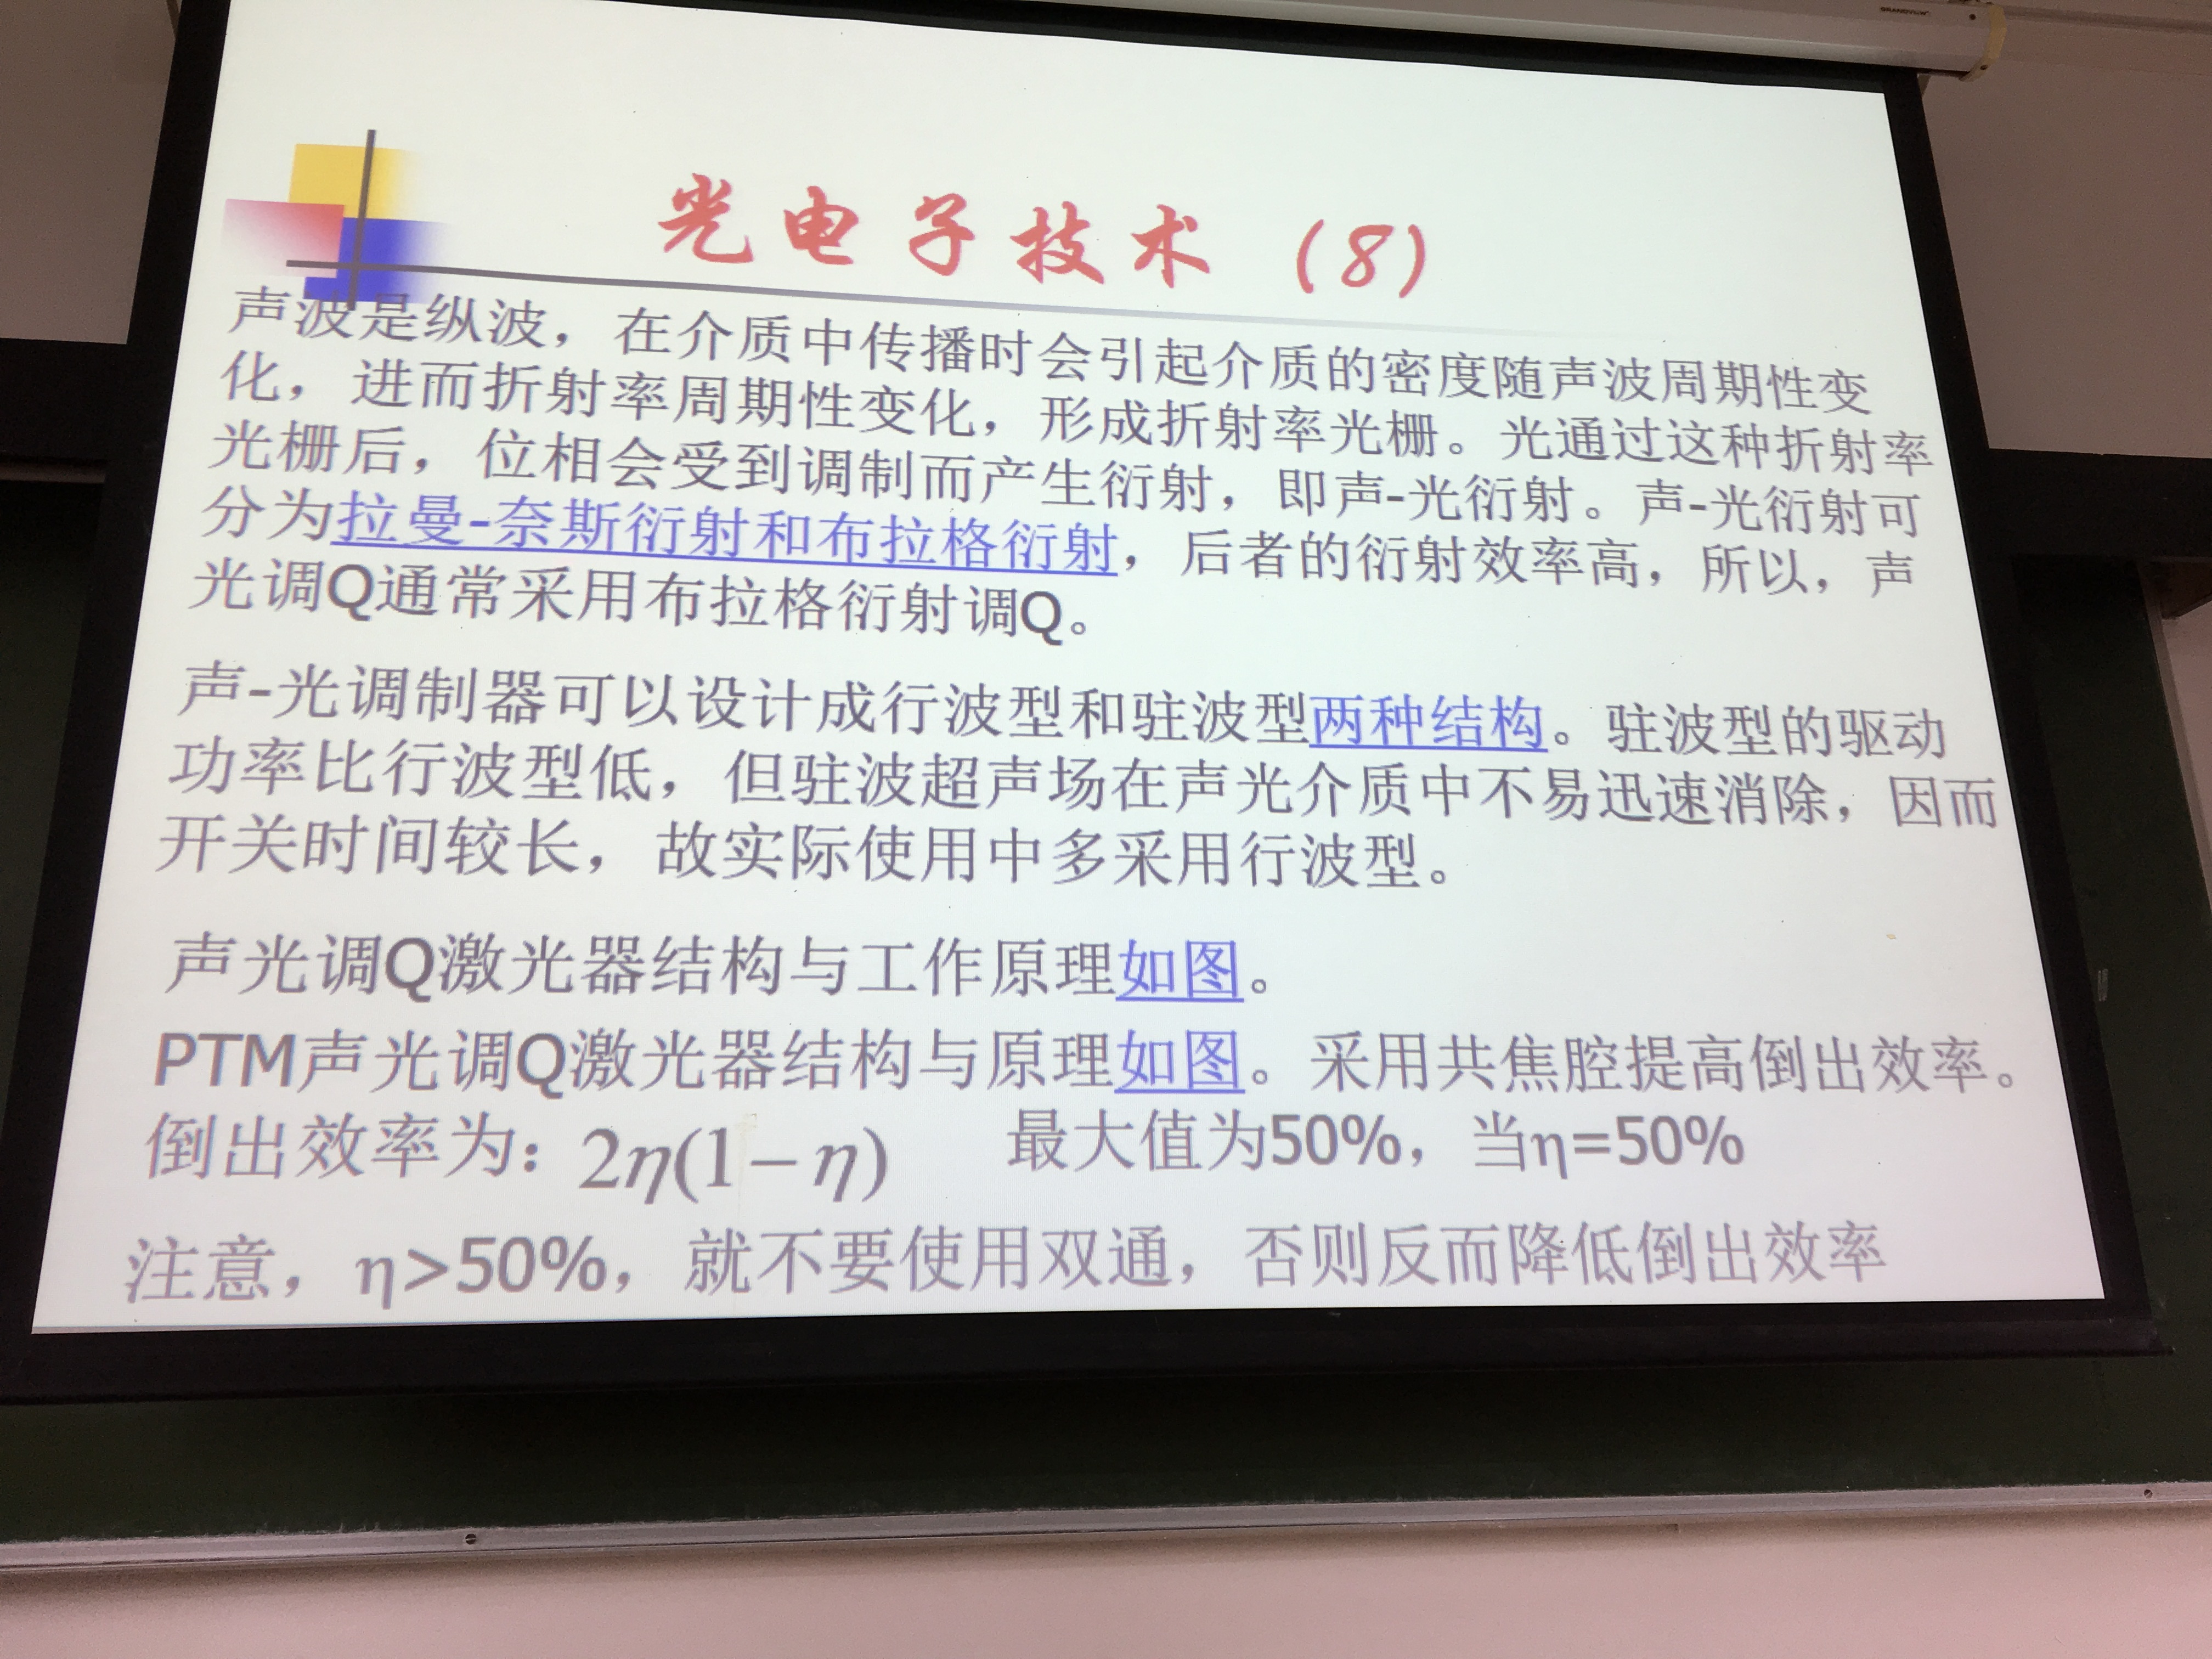 光电子技术（8）
声波是纵波，在介质中传播时会引起介质的密度随声波周期性变
化，进而折射率周期性变化，形成折射率光栅。光通过这种折射率
光栅后，位相会受到调制而产生衍射，即声-光衍射。声-光衍射可
分为拉曼-奈斯衍射和布拉格衍射，后者的衍射效率高，所以，声
光调Q通常采用布拉格衍射调Q。
声-光调制器可以设计成行波型和驻波型两种结构。驻波型的驱动
功率比行波型低，但驻波超声场在声光介质中不易迅速消除，因而
开关时间较长，故实际使用中多采用行波型。
声光调Q激光器结构与工作原理如图。
PTM声光调Q激光器结构与原理如图。采用共焦腔提高倒出效率。
倒出效率为：2η(1−η) 最大值为50%，当η=50%
注意，η>50%，就不要使用双通，否则反而降低倒出效率